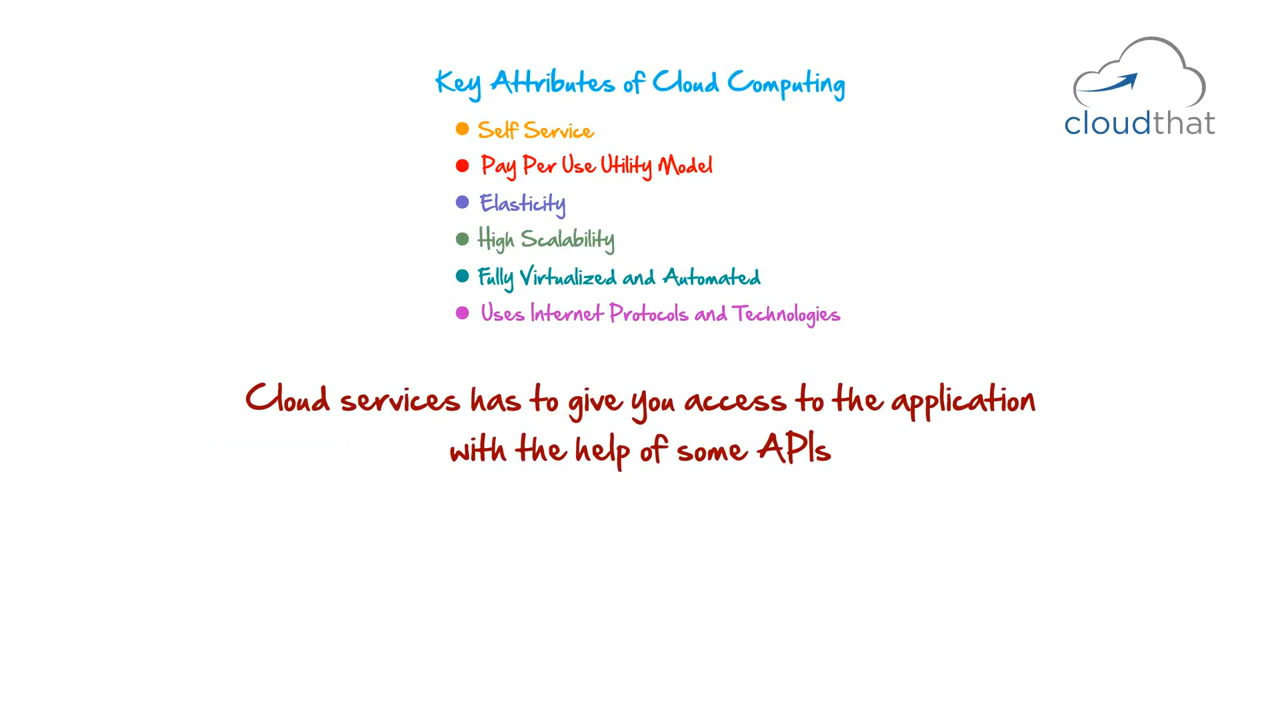 Key Attributes of Cloud Computing
cloudthat
Self Service
Pay Per Use Utility Model
Elasticity
High Scalability
Fully Virtualized and Automated
Uses Internet Protocols and Technologies
Cloud services has to give you access to the application
with the help of some APIs